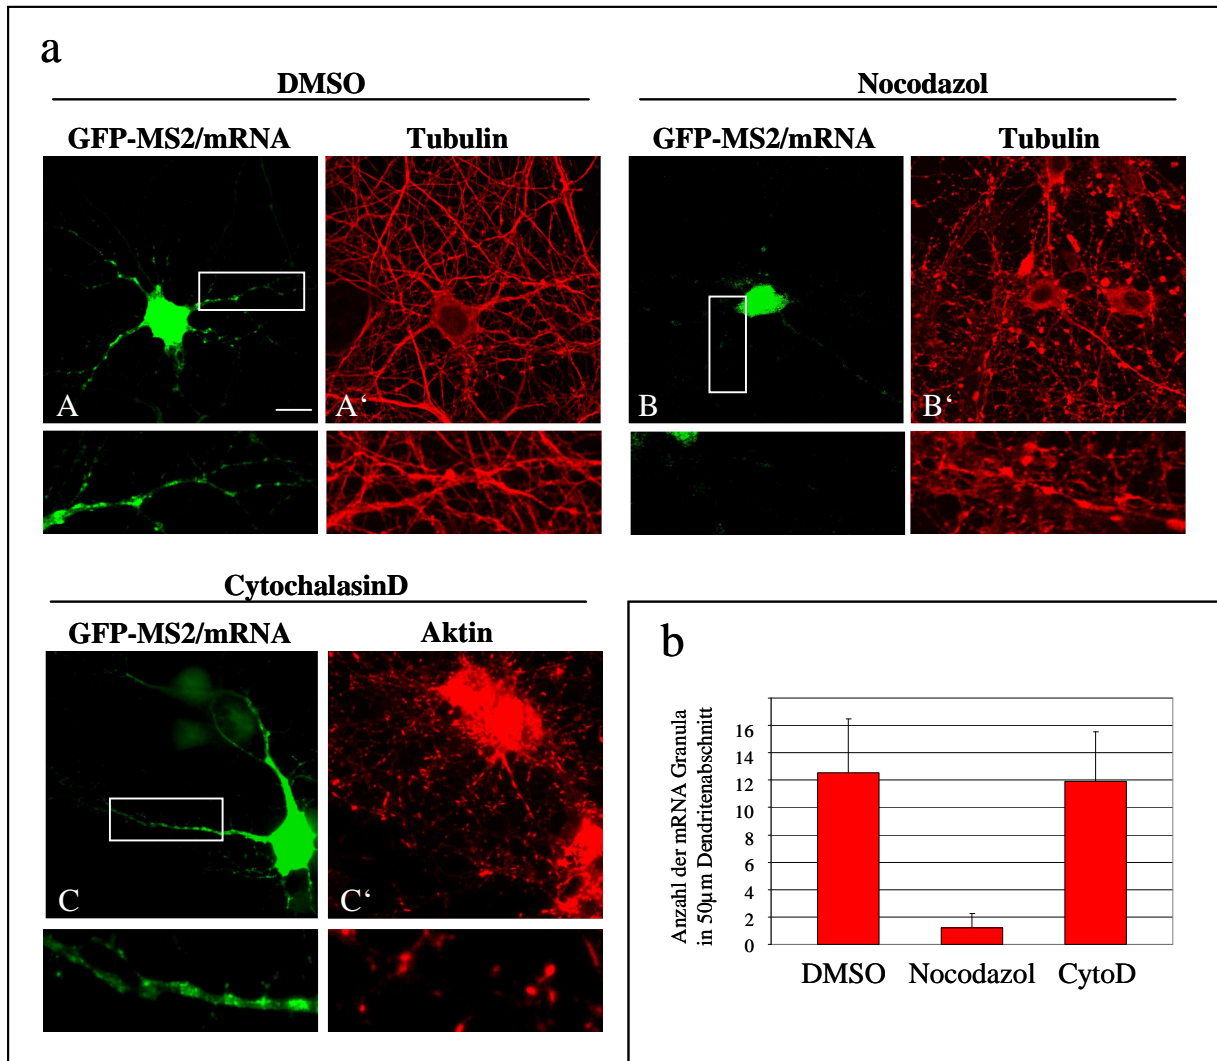 a
DMSO
GFP-MS2/mRNA Tubulin
A A‘
Nocodazol
GFP-MS2/mRNA Tubulin
B B‘
CytochalasinD
GFP-MS2/mRNA Aktin
C C‘
b
Anzahl der mRNA Granula
in 50µm Dendritenabschnitt
16
14
12
10
8
6
4
2
0
DMSO Nocodazol CytoD